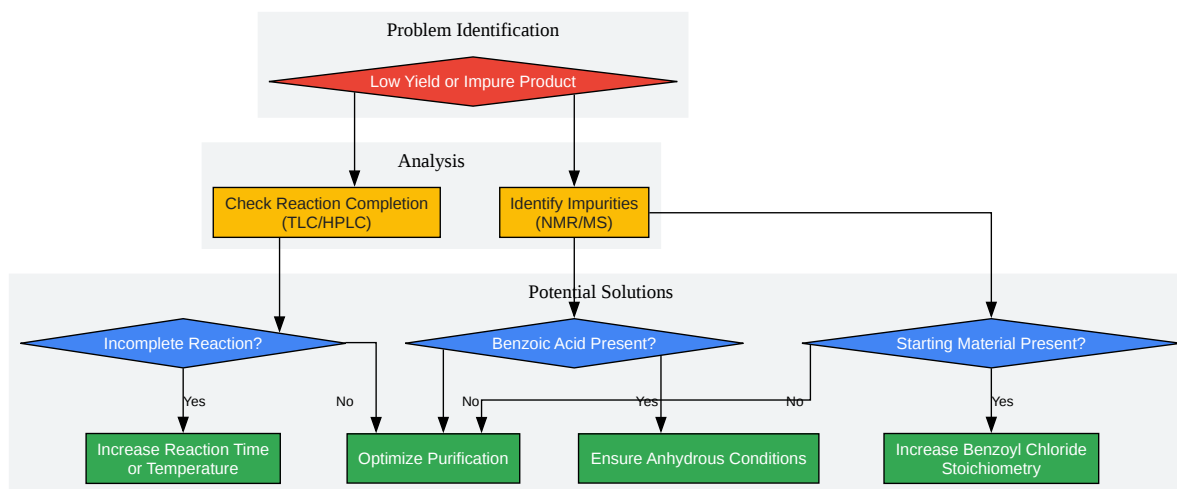 Problem Identification
Low Yield or Impure Product
Analysis
Check Reaction Completion
(TLC/HPLC)
Identify Impurities
(NMR/MS)
Potential Solutions
Incomplete Reaction?
Benzoic Acid Present?
Starting Material Present?
Yes
No
No
Yes
No
Yes
Increase Reaction Time
or Temperature
Optimize Purification
Ensure Anhydrous Conditions
Increase Benzoyl Chloride
Stoichiometry